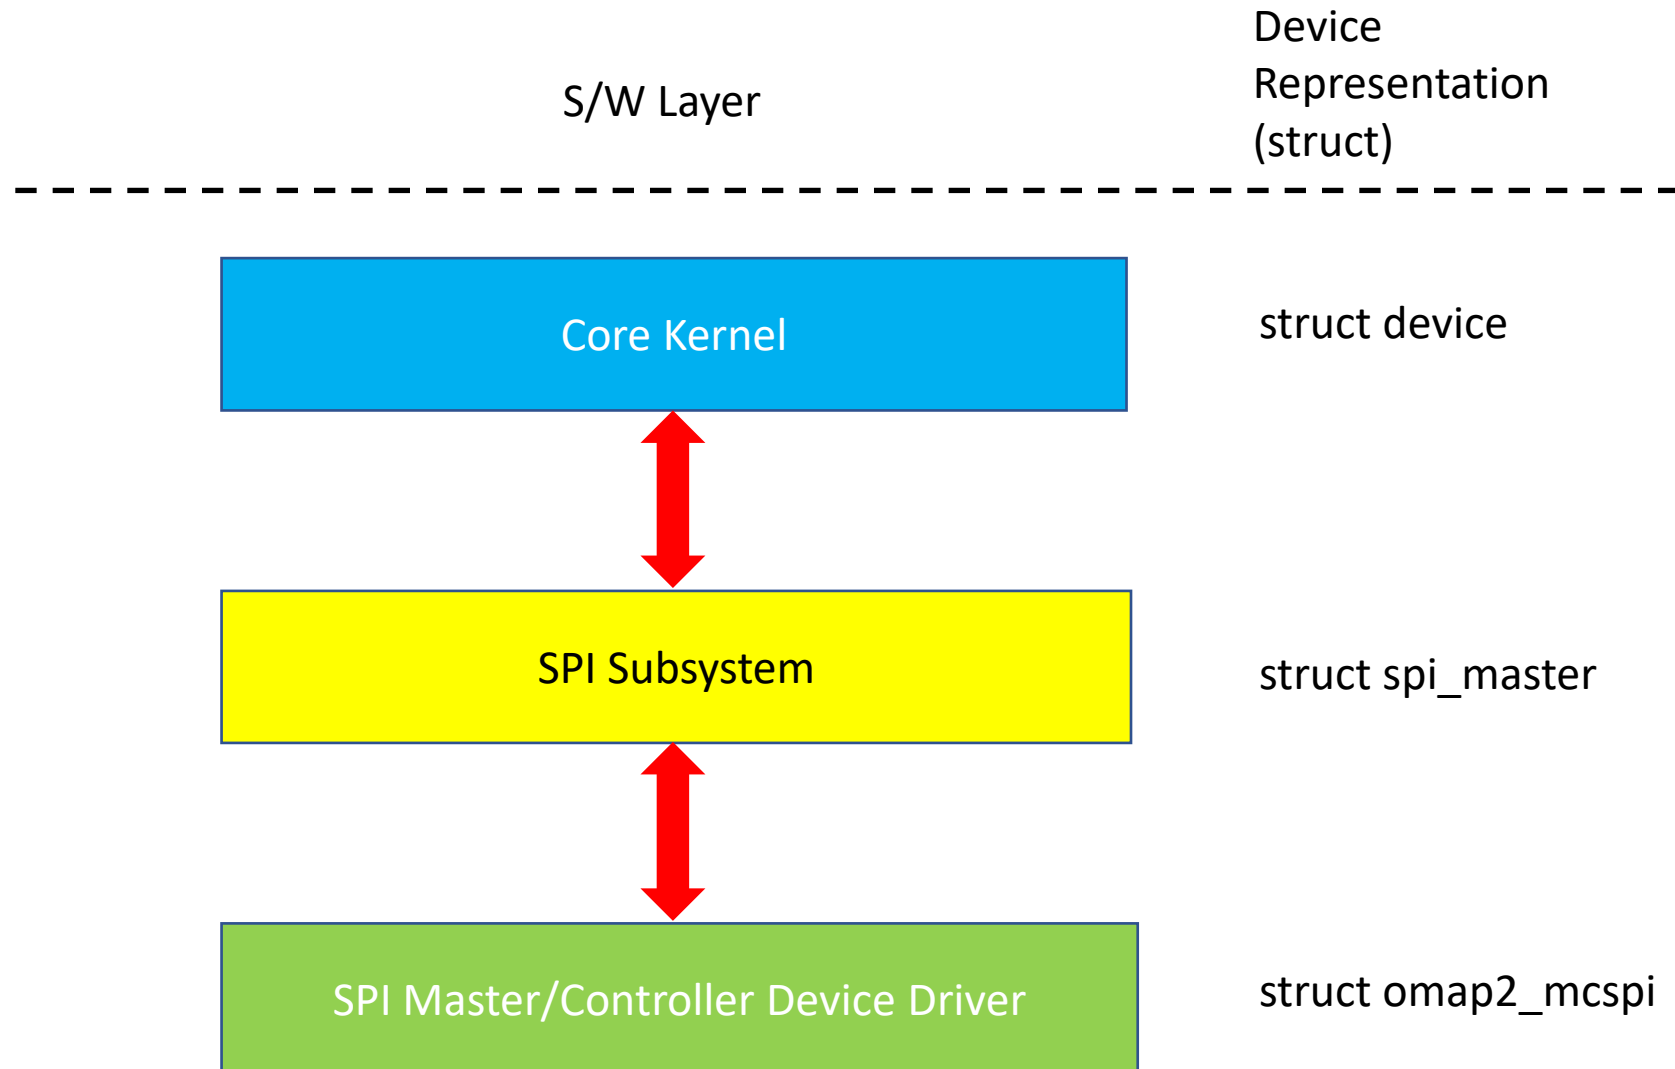 S/W Layer
Device
Representation
(struct)
Core Kernel
struct device
SPI Subsystem
struct spi_master
SPI Master/Controller Device Driver
struct omap2_mcspi